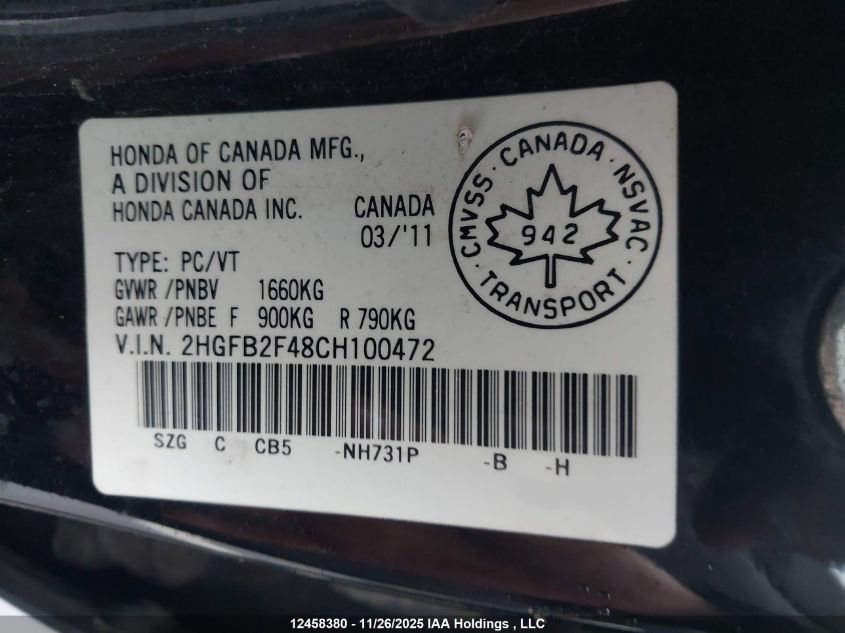 HONDA OF CANADA MFG.,
A DIVISION OF
HONDA CANADA INC. CANADA
03/'11
TYPE: PC/VT
GVWR /PNBV 1660KG
GAWR /PNBE F 900KG R 790KG
V.I.N. 2HGFB2F48CH100472
SZG C CB5 -NH731P -B -H
CMVSS · CANADA · NSVAC
942
· TRANSPORT ·
12458380 - 11/26/2025 IAA Holdings , LLC